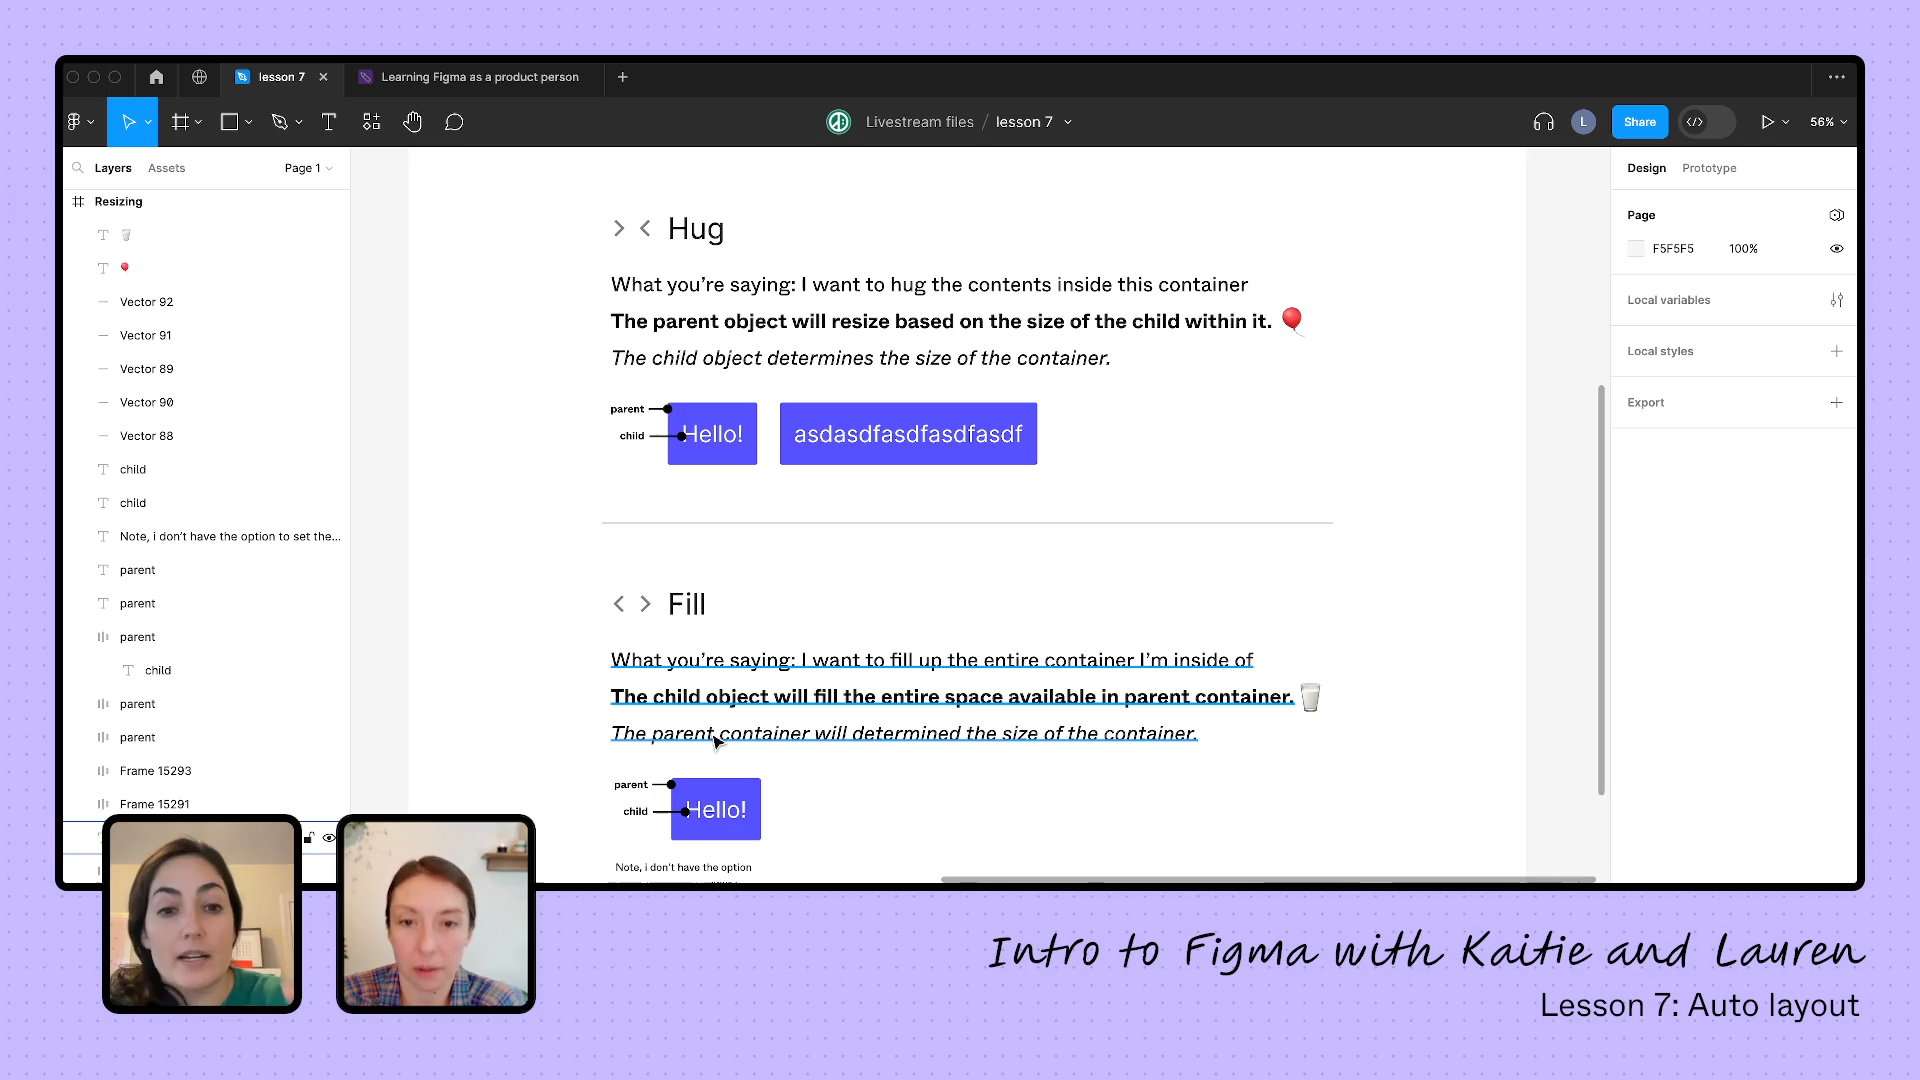 lesson 7
Learning Figma as a product person
Livestream files / lesson 7
L
Share
56%
Layers
Assets
Page 1
Resizing
Vector 92
Vector 91
Vector 89
Vector 90
Vector 88
child
child
Note, i don't have the option to set the...
parent
parent
parent
child
parent
parent
Frame 15293
Frame 15291
Hug
What you're saying: I want to hug the contents inside this container
The parent object will resize based on the size of the child within it. 🎈
The child object determines the size of the container.
parent
child
Hello!
asdasdfasdfasdfasdf
Fill
What you're saying: I want to fill up the entire container I'm inside of
The child object will fill the entire space available in parent container. 🥛
The parent container will determined the size of the container.
parent
child
Hello!
Note, i don't have the option
Design
Prototype
Page
F5F5F5
100%
Local variables
Local styles
Export
Intro to Figma with Kaitie and Lauren
Lesson 7: Auto layout